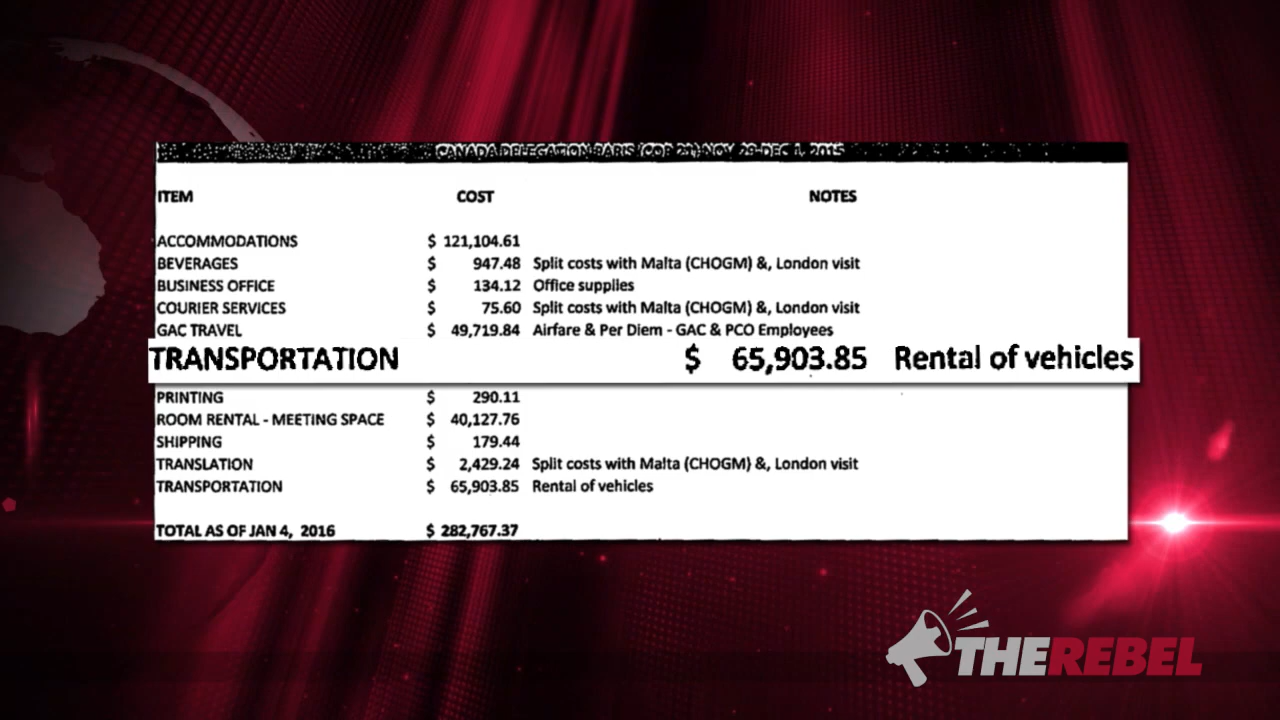 CANADA DELEGATION PARIS (COP 21) NOV 29-DEC 1, 2015
ITEM COST NOTES
ACCOMMODATIONS $ 121,104.61
BEVERAGES $ 947.48 Split costs with Malta (CHOGM) &, London visit
BUSINESS OFFICE $ 134.12 Office supplies
COURIER SERVICES $ 75.60 Split costs with Malta (CHOGM) &, London visit
GAC TRAVEL $ 49,719.84 Airfare & Per Diem - GAC & PCO Employees
TRANSPORTATION $ 65,903.85 Rental of vehicles
PRINTING $ 290.11
ROOM RENTAL - MEETING SPACE $ 40,127.76
SHIPPING $ 179.44
TRANSLATION $ 2,429.24 Split costs with Malta (CHOGM) &, London visit
TRANSPORTATION $ 65,903.85 Rental of vehicles
TOTAL AS OF JAN 4, 2016 $ 282,767.37
THEREBEL